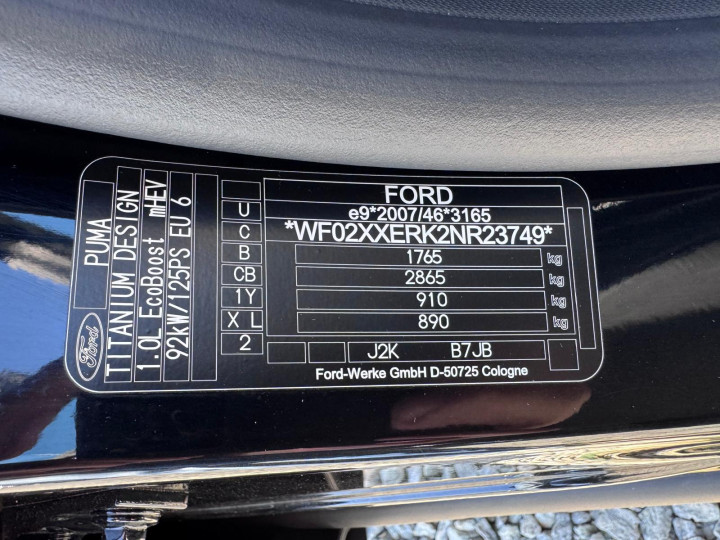 FORD
e9*2007/46*3165
*WF02XXERK2NR23749*
1765 kg
2865 kg
910 kg
890 kg
J2K B7JB
Ford-Werke GmbH D-50725 Cologne
U
C
B
CB
1Y
X L
2
Ford
PUMA
TITANIUM DESIGN
1.0L EcoBoost mHEV
92kW/125PS EU 6